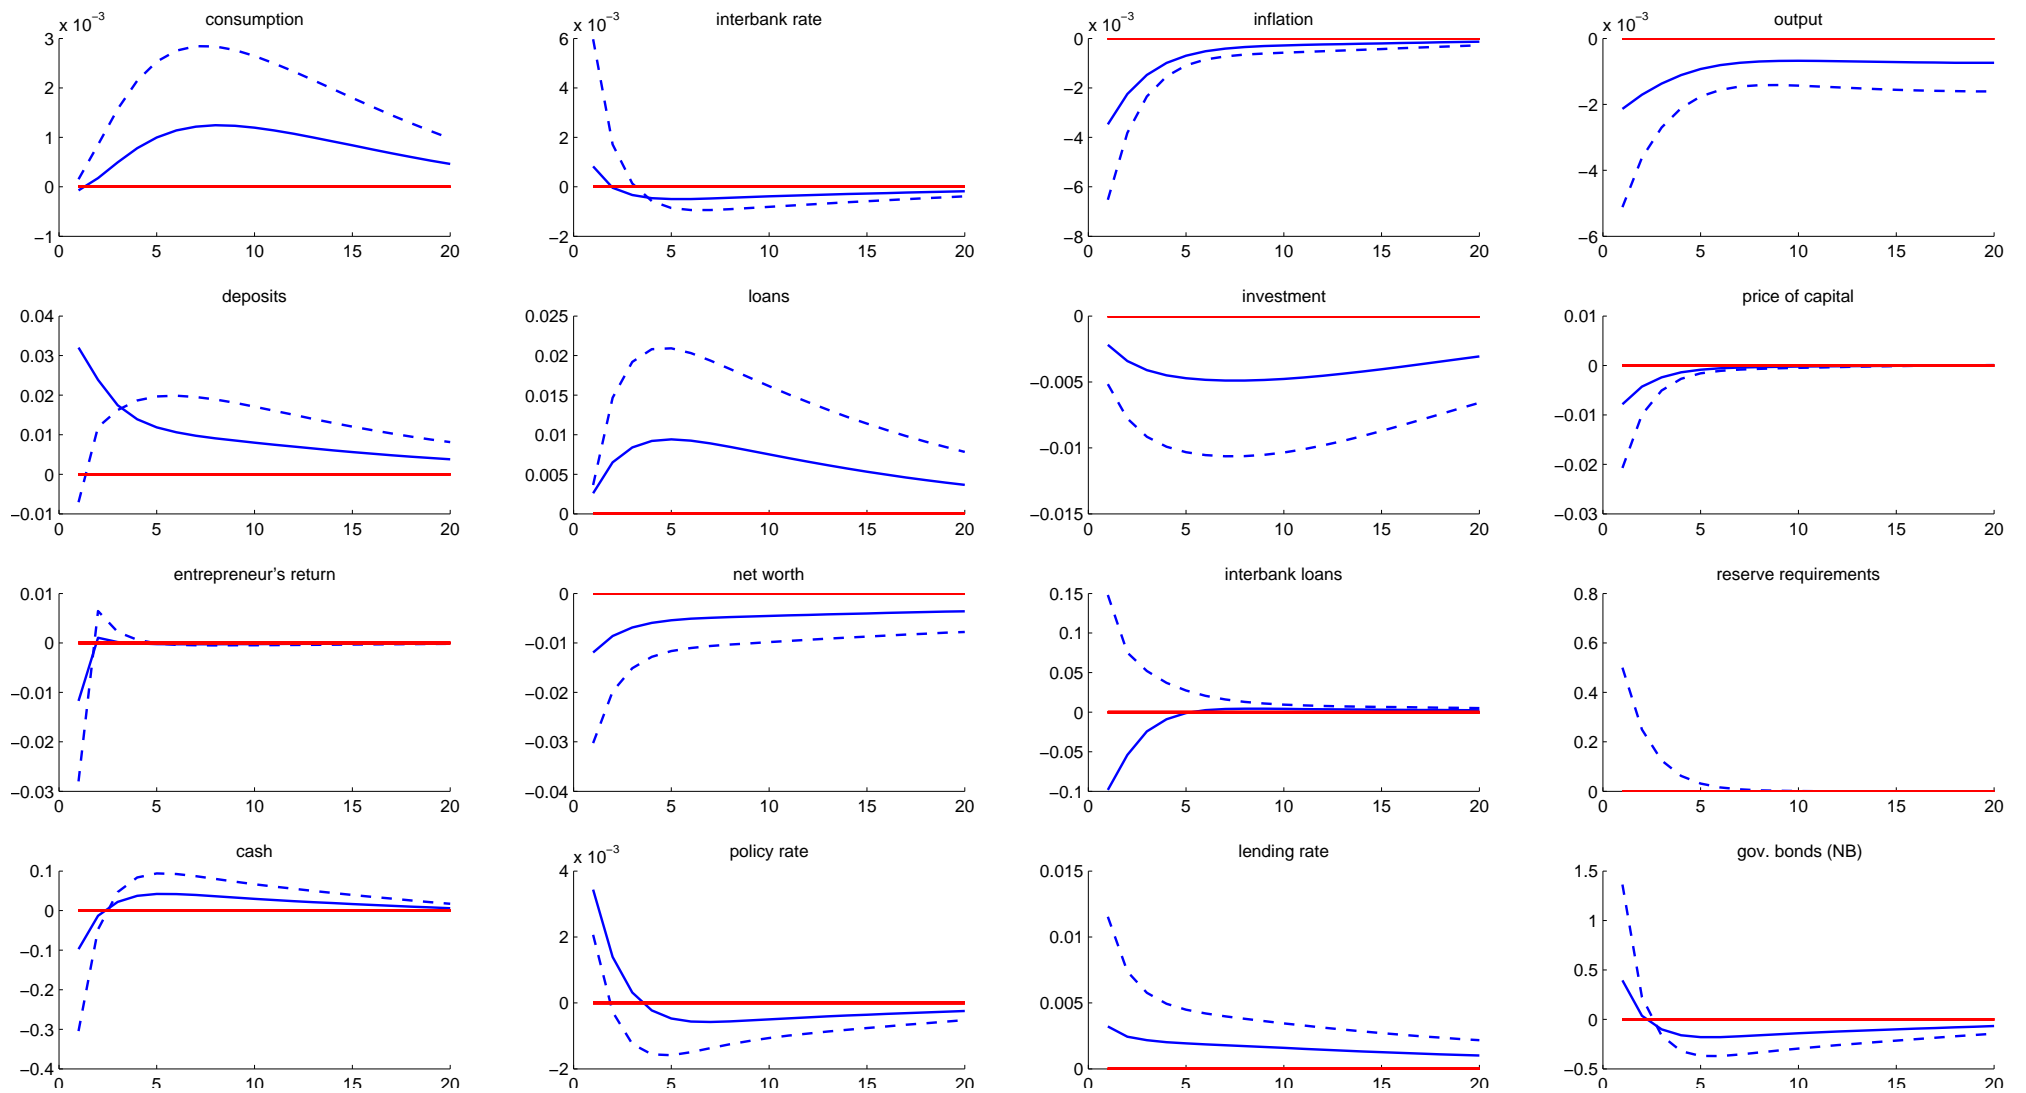 consumption
x 10⁻³
3
2
1
0
−1
0 5 10 15 20
interbank rate
x 10⁻³
6
4
2
0
−2
0 5 10 15 20
inflation
x 10⁻³
0
−2
−4
−6
−8
0 5 10 15 20
output
x 10⁻³
0
−2
−4
−6
0 5 10 15 20
deposits
0.04
0.03
0.02
0.01
0
−0.01
0 5 10 15 20
loans
0.025
0.02
0.015
0.01
0.005
0
0 5 10 15 20
investment
0
−0.005
−0.01
−0.015
0 5 10 15 20
price of capital
0.01
0
−0.01
−0.02
−0.03
0 5 10 15 20
entrepreneur's return
0.01
0
−0.01
−0.02
−0.03
0 5 10 15 20
net worth
0
−0.01
−0.02
−0.03
−0.04
0 5 10 15 20
interbank loans
0.15
0.1
0.05
0
−0.05
−0.1
0 5 10 15 20
reserve requirements
0.8
0.6
0.4
0.2
0
0 5 10 15 20
cash
0.1
0
−0.1
−0.2
−0.3
−0.4
0 5 10 15 20
policy rate
x 10⁻³
4
2
0
−2
0 5 10 15 20
lending rate
0.015
0.01
0.005
0
0 5 10 15 20
gov. bonds (NB)
1.5
1
0.5
0
−0.5
0 5 10 15 20